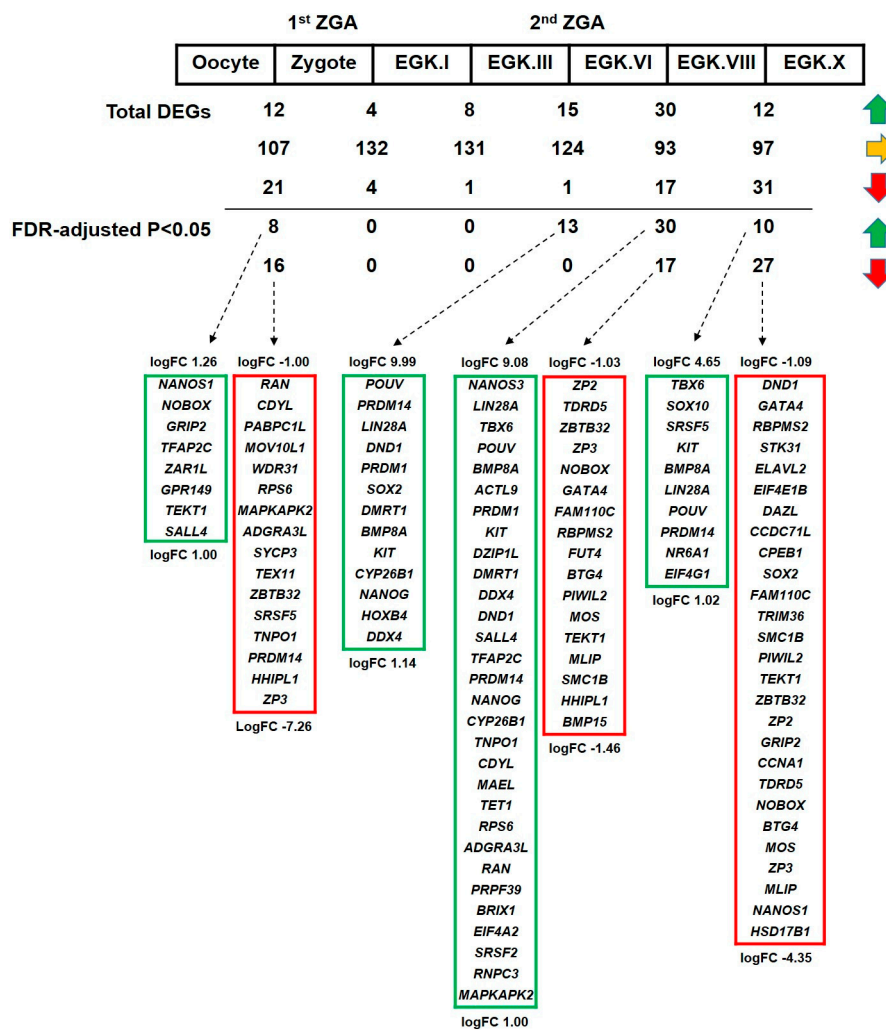 1st ZGA 2nd ZGA
Oocyte Zygote EGK.I EGK.III EGK.VI EGK.VIII EGK.X
Total DEGs 12 4 8 15 30 12
107 132 131 124 93 97
21 4 1 1 17 31
FDR-adjusted P<0.05 8 0 0 13 30 10
16 0 0 0 17 27
logFC 1.26
NANOS1
NOBOX
GRIP2
TFAP2C
ZAR1L
GPR149
TEKT1
SALL4
logFC 1.00
logFC -1.00
RAN
CDYL
PABPC1L
MOV10L1
WDR31
RPS6
MAPKAPK2
ADGRA3L
SYCP3
TEX11
ZBTB32
SRSF5
TNPO1
PRDM14
HHIPL1
ZP3
LogFC -7.26
logFC 9.99
POUV
PRDM14
LIN28A
DND1
PRDM1
SOX2
DMRT1
BMP8A
KIT
CYP26B1
NANOG
HOXB4
DDX4
logFC 1.14
logFC 9.08
NANOS3
LIN28A
TBX6
POUV
BMP8A
ACTL9
PRDM1
KIT
DZIP1L
DMRT1
DDX4
DND1
SALL4
TFAP2C
PRDM14
NANOG
CYP26B1
TNPO1
CDYL
MAEL
TET1
RPS6
ADGRA3L
RAN
PRPF39
BRIX1
EIF4A2
SRSF2
RNPC3
MAPKAPK2
logFC 1.00
logFC -1.03
ZP2
TDRD5
ZBTB32
ZP3
NOBOX
GATA4
FAM110C
RBPMS2
FUT4
BTG4
PIWIL2
MOS
TEKT1
MLIP
SMC1B
HHIPL1
BMP15
logFC -1.46
logFC 4.65
TBX6
SOX10
SRSF5
KIT
BMP8A
LIN28A
POUV
PRDM14
NR6A1
EIF4G1
logFC 1.02
logFC -1.09
DND1
GATA4
RBPMS2
STK31
ELAVL2
EIF4E1B
DAZL
CCDC71L
CPEB1
SOX2
FAM110C
TRIM36
SMC1B
PIWIL2
TEKT1
ZBTB32
ZP2
GRIP2
CCNA1
TDRD5
NOBOX
BTG4
MOS
ZP3
MLIP
NANOS1
HSD17B1
logFC -4.35